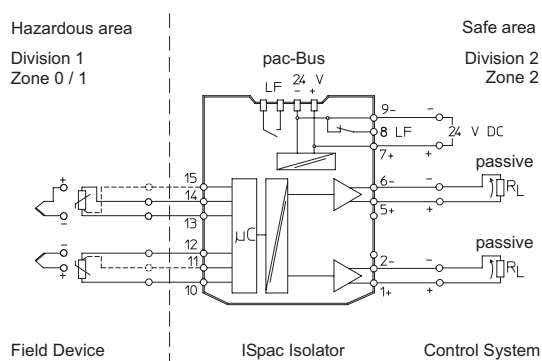 Hazardous area
Safe area
Division 1
Zone 0 / 1
pac-Bus
Division 2
Zone 2
LF 24 V
- +
9- -
8 LF 24 V DC
7+ +
passive
15
14
13
+
-
6- -
RL
5+ +
µC
passive
12
11
10
-
+
2- -
RL
1+ +
Field Device
ISpac Isolator
Control System